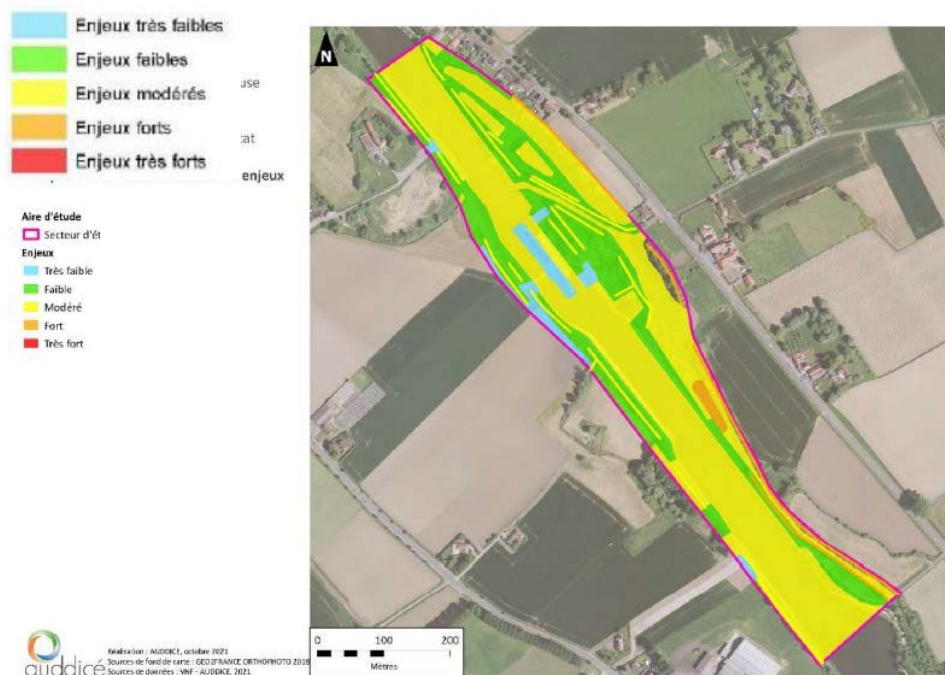 Enjeux très faibles
Enjeux faibles
use
Enjeux modérés
Enjeux forts
tat
Enjeux très forts
enjeux
Aire d'étude
Secteur d'ét
Enjeux
Très faible
Faible
Modéré
Fort
Très fort
N
0 100 200
Mètres
auddicé
Réalisation : AUDDICE, octobre 2021
Sources de fond de carte : GEO2FRANCE ORTHOPHOTO 2018
Sources de données : VNF - AUDDICE, 2021